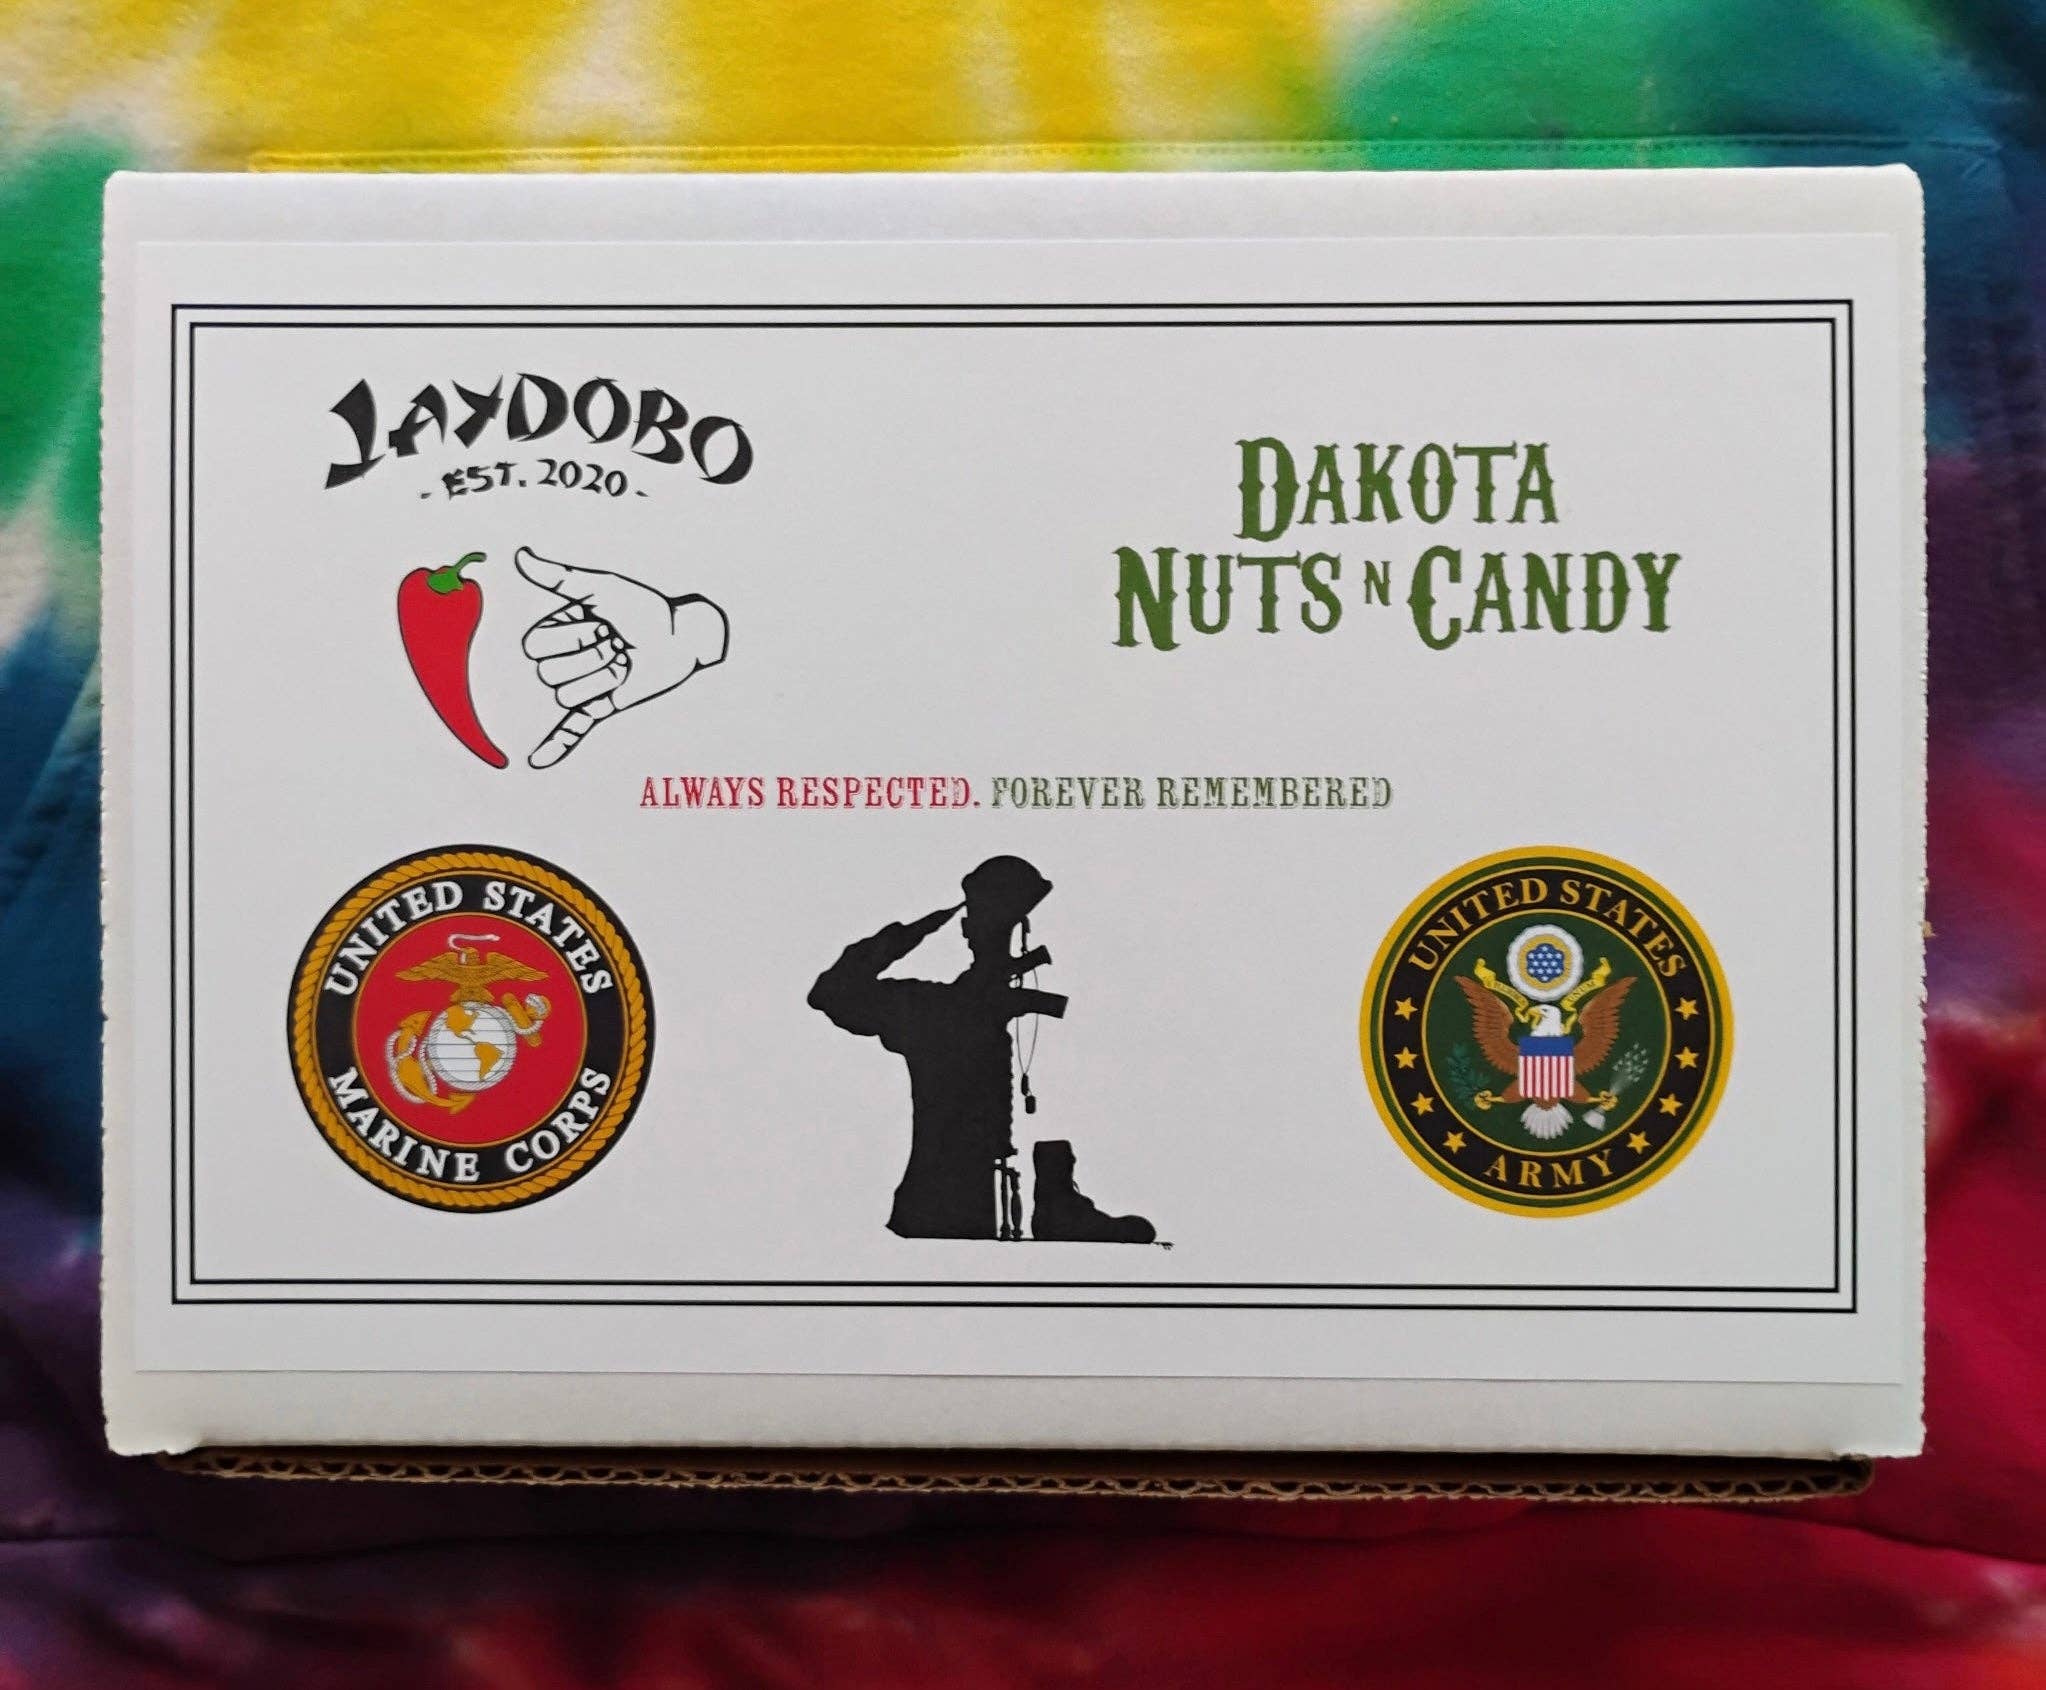 JAYDOBO
- EST. 2020 -
DAKOTA
NUTS N CANDY
ALWAYS RESPECTED. FOREVER REMEMBERED
UNITED STATES
MARINE CORPS
UNITED STATES
ARMY